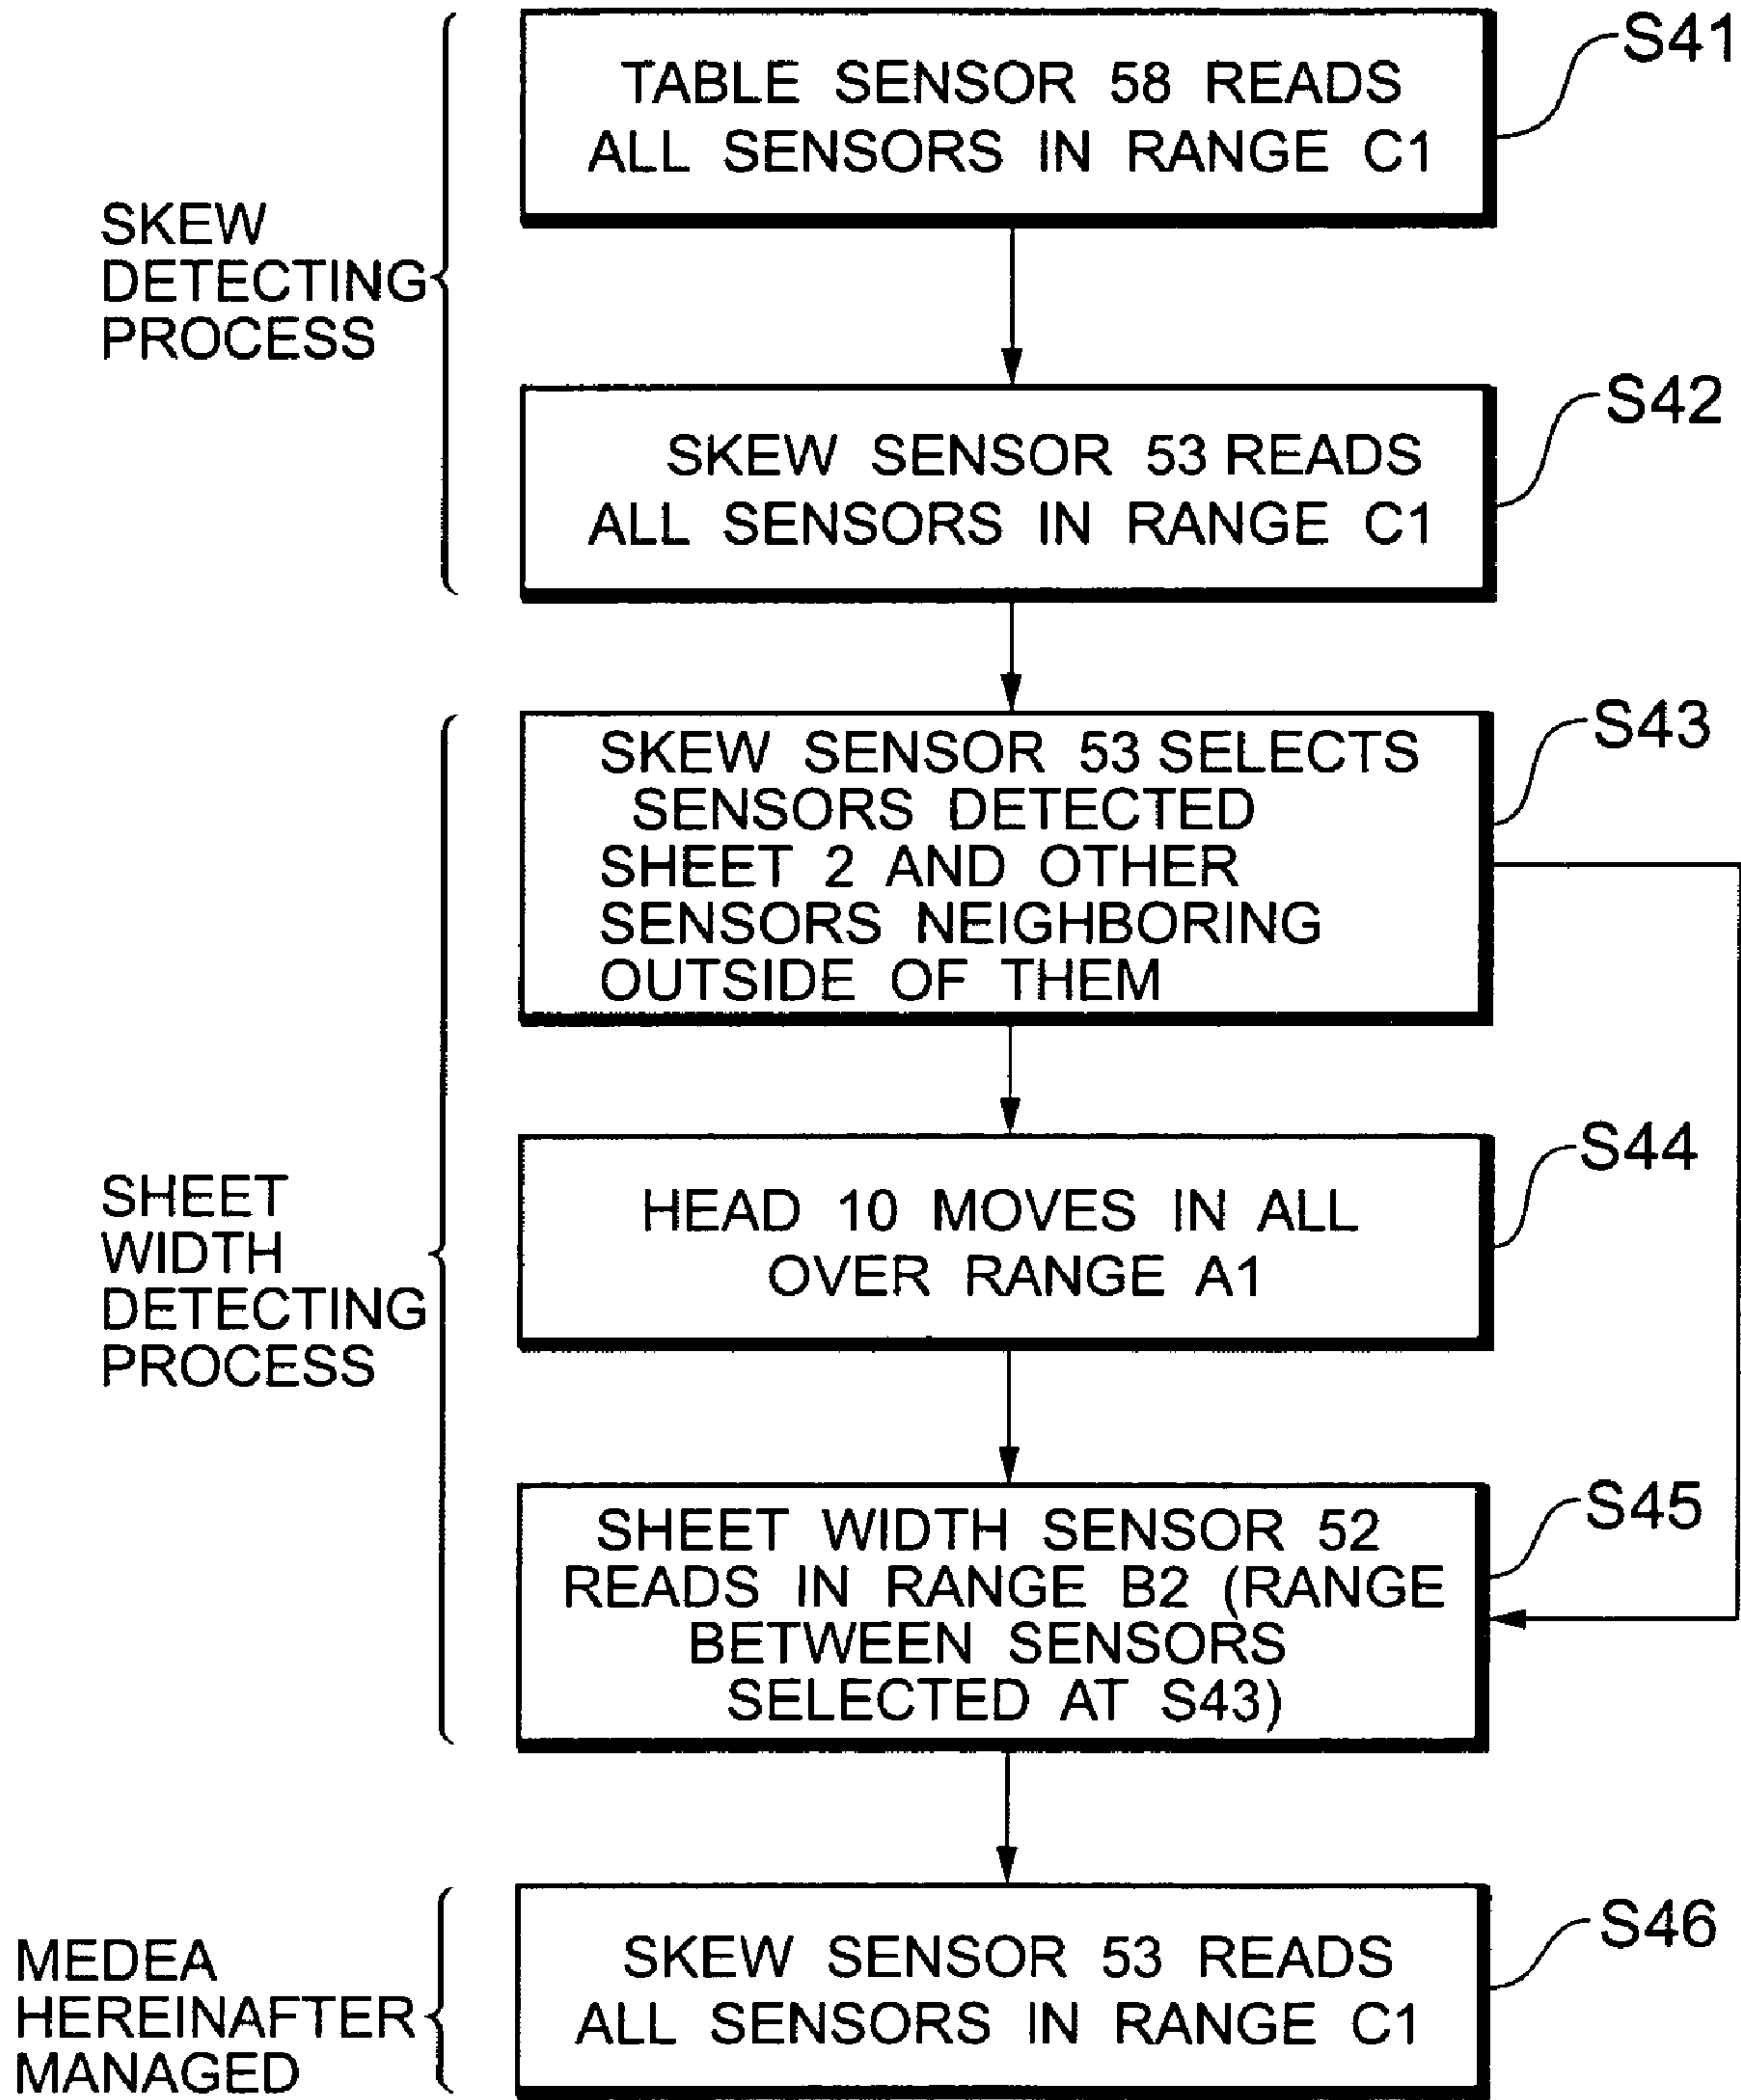 TABLE SENSOR 58 READS
ALL SENSORS IN RANGE C1
S41
SKEW
DETECTING
PROCESS
SKEW SENSOR 53 READS
ALL SENSORS IN RANGE C1
S42
SKEW SENSOR 53 SELECTS
SENSORS DETECTED
SHEET 2 AND OTHER
SENSORS NEIGHBORING
OUTSIDE OF THEM
S43
SHEET
WIDTH
DETECTING
PROCESS
HEAD 10 MOVES IN ALL
OVER RANGE A1
S44
SHEET WIDTH SENSOR 52
READS IN RANGE B2 (RANGE
BETWEEN SENSORS
SELECTED AT S43)
S45
MEDEA
HEREINAFTER
MANAGED
SKEW SENSOR 53 READS
ALL SENSORS IN RANGE C1
S46